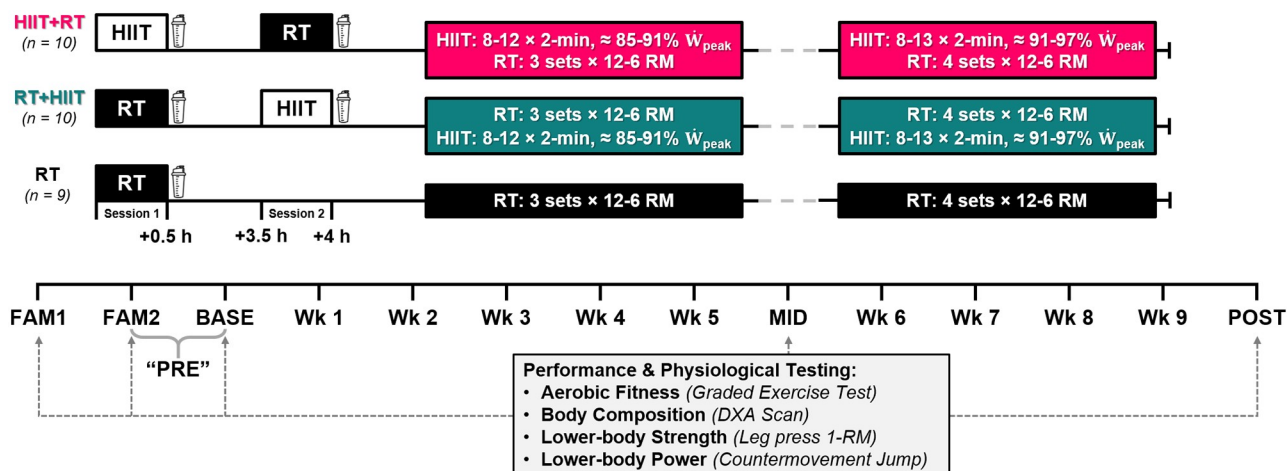 HIIT+RT
(n = 10)
HIIT
RT
HIIT: 8-12 × 2-min, ≈ 85-91% Ẇpeak
RT: 3 sets × 12-6 RM
HIIT: 8-13 × 2-min, ≈ 91-97% Ẇpeak
RT: 4 sets × 12-6 RM
RT+HIIT
(n = 10)
RT
HIIT
RT: 3 sets × 12-6 RM
HIIT: 8-12 × 2-min, ≈ 85-91% Ẇpeak
RT: 4 sets × 12-6 RM
HIIT: 8-13 × 2-min, ≈ 91-97% Ẇpeak
RT
(n = 9)
RT
RT: 3 sets × 12-6 RM
RT: 4 sets × 12-6 RM
Session 1
Session 2
+0.5 h
+3.5 h
+4 h
FAM1
FAM2
BASE
Wk 1
Wk 2
Wk 3
Wk 4
Wk 5
MID
Wk 6
Wk 7
Wk 8
Wk 9
POST
“PRE”
Performance & Physiological Testing:
• Aerobic Fitness (Graded Exercise Test)
• Body Composition (DXA Scan)
• Lower-body Strength (Leg press 1-RM)
• Lower-body Power (Countermovement Jump)